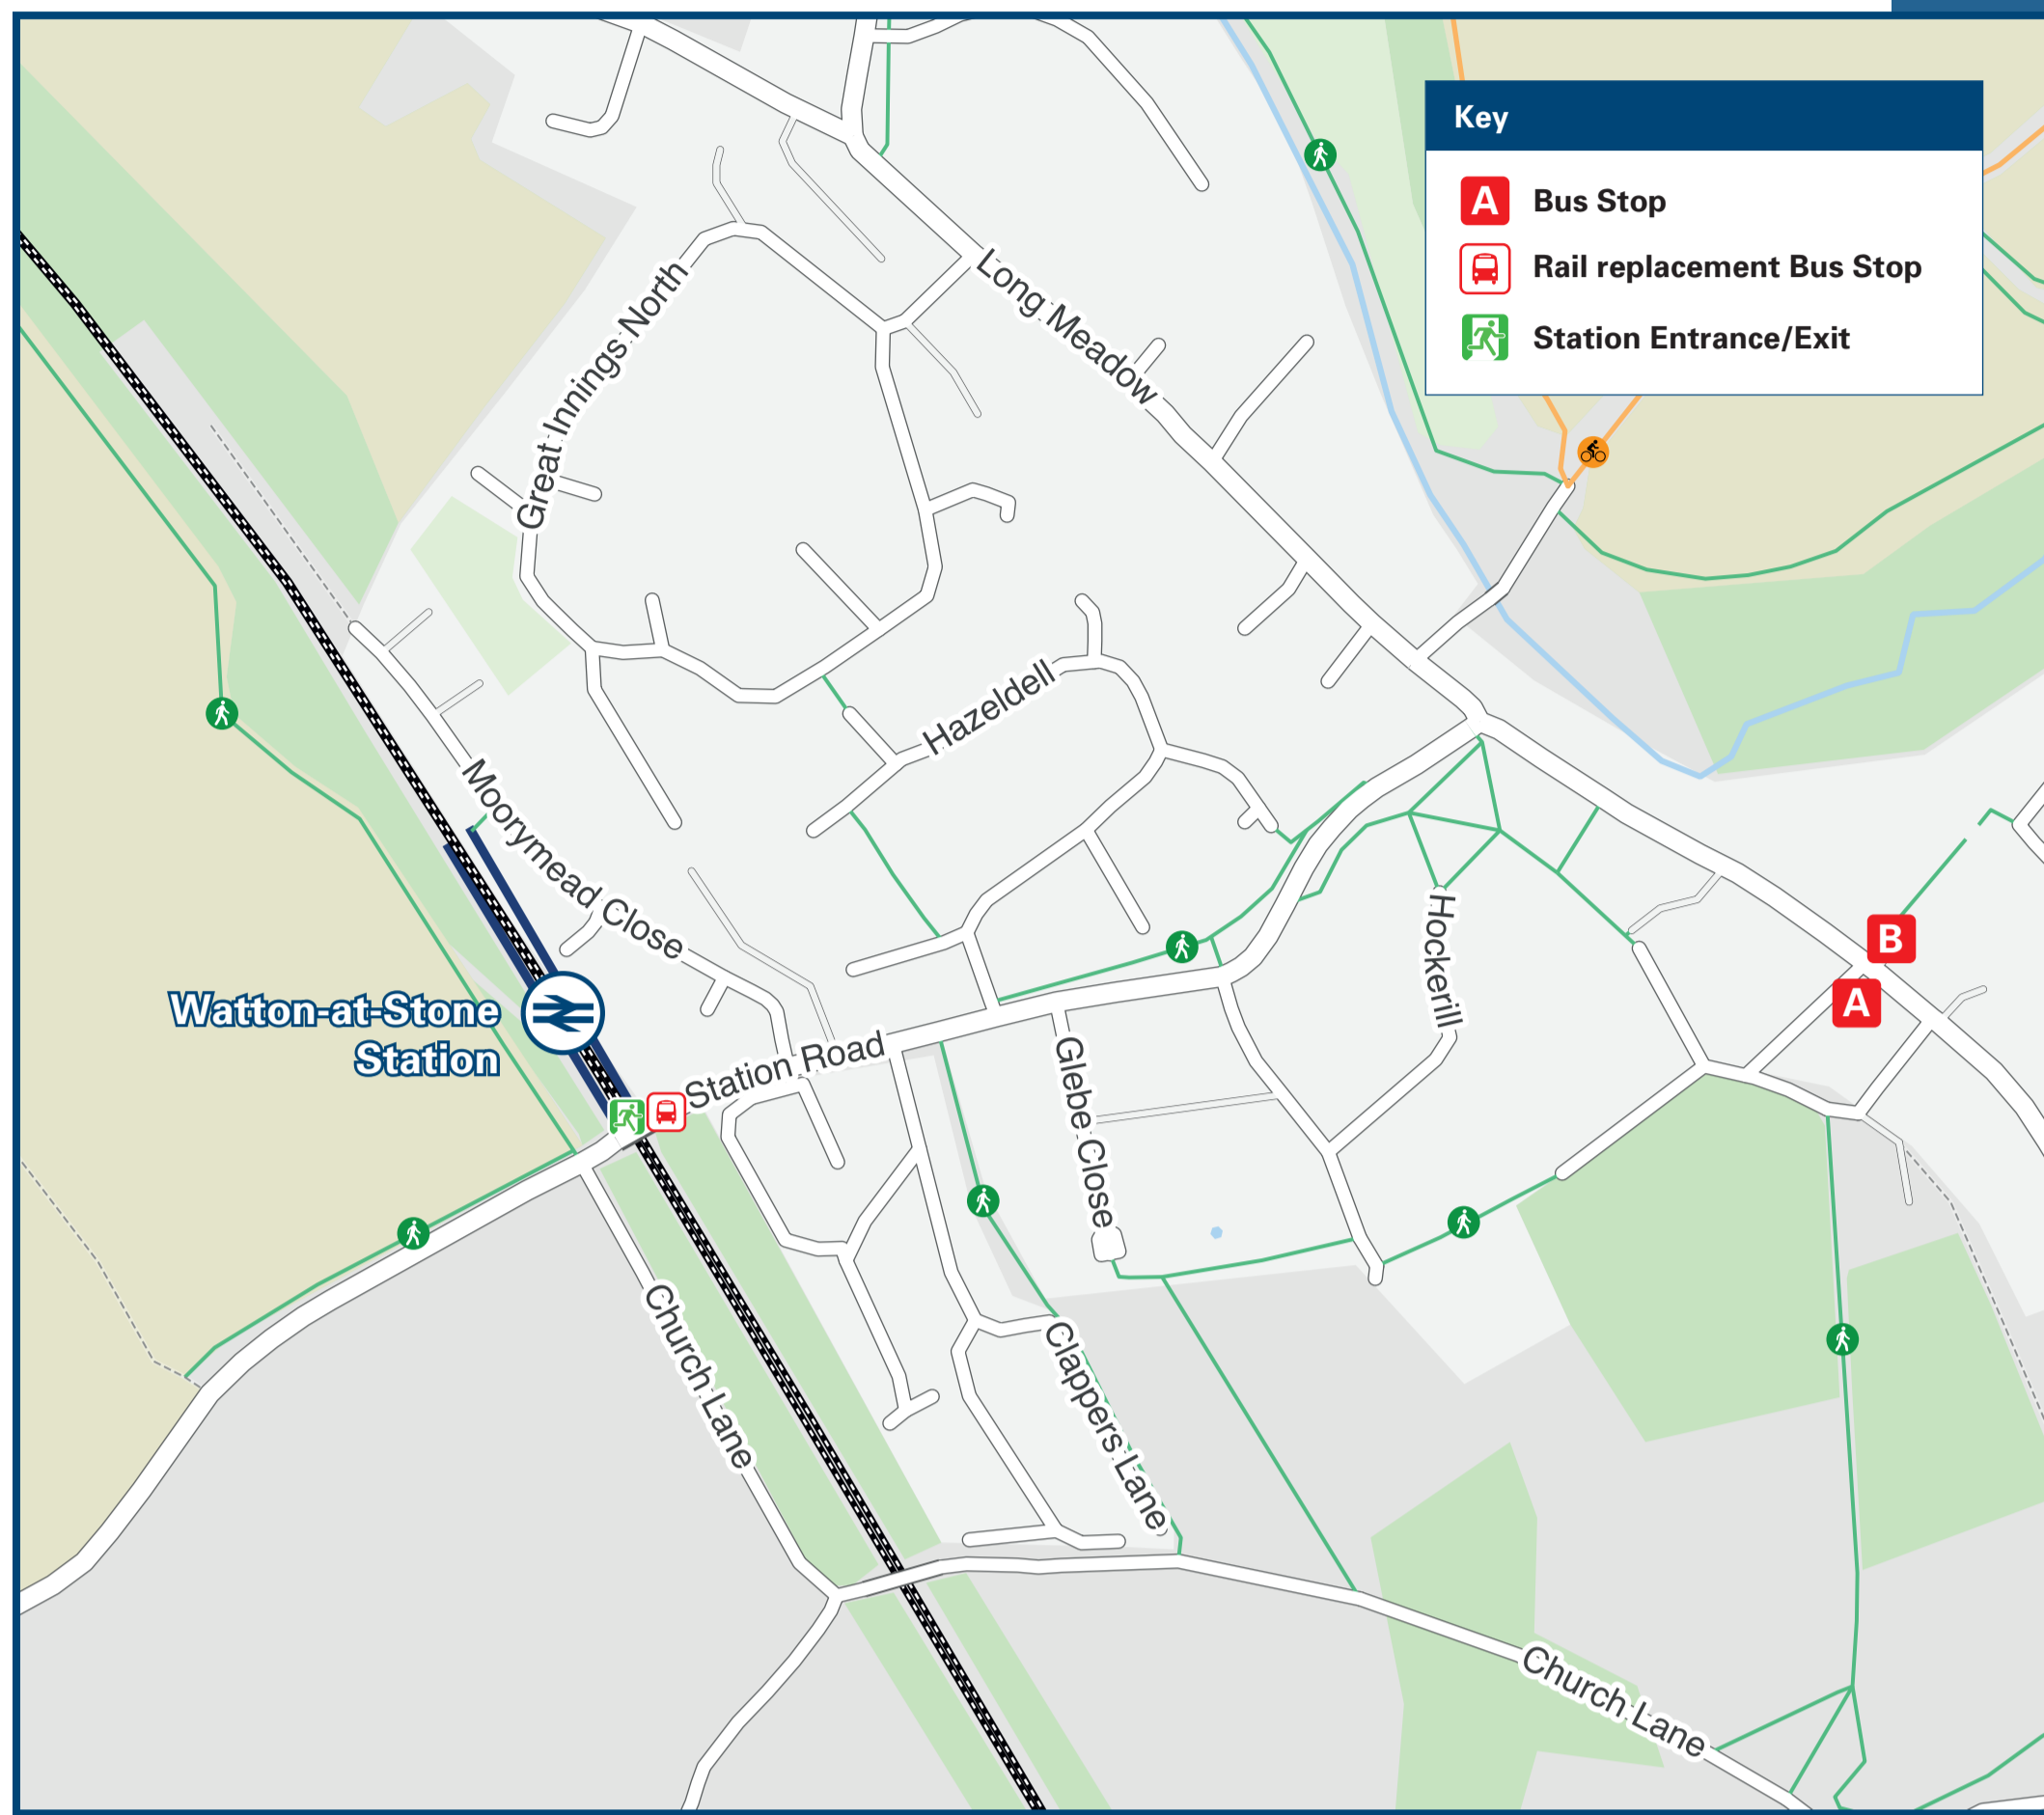 Key
A Bus Stop
Rail replacement Bus Stop
Station Entrance/Exit
Long Meadow
Great Innings North
Hazeldell
Moorymead Close
Hockerill
B
A
Watton-at-Stone
Station
Station Road
Glebe Close
Church Lane
Clappers Lane
Church Lane